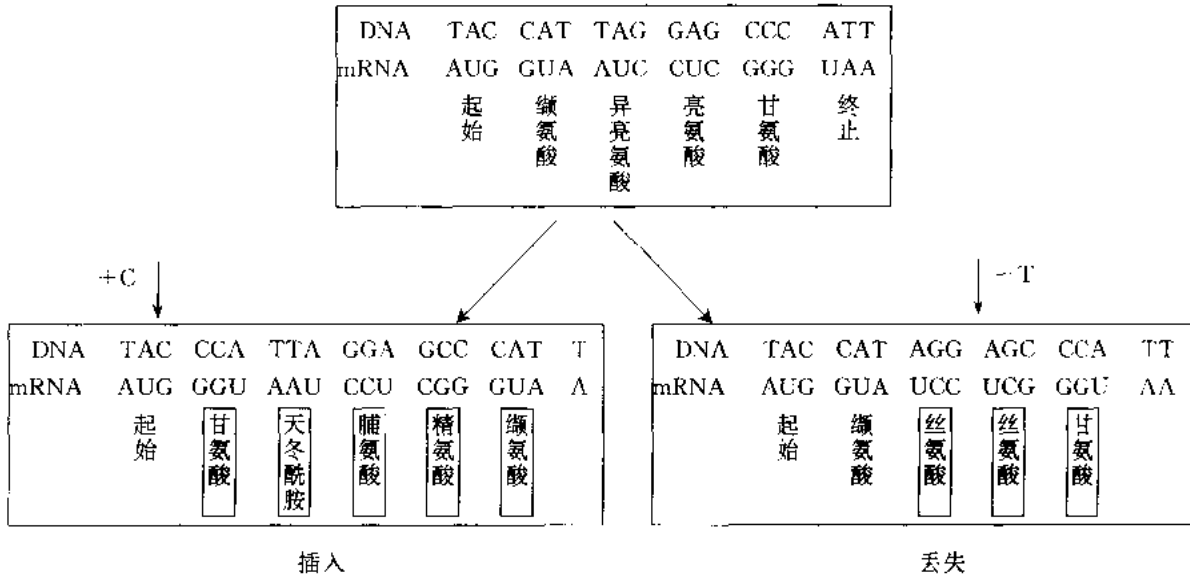 DNA TAC CAT TAG GAG CCC ATT
mRNA AUG GUA AUC CUC GGG UAA
起始 缬氨酸 异亮氨酸 亮氨酸 甘氨酸 终止
+C
-T
DNA TAC CCA TTA GGA GCC CAT T
mRNA AUG GGU AAU CCU CGG GUA A
起始 甘氨酸 天冬酰胺 脯氨酸 精氨酸 缬氨酸
DNA TAC CAT AGG AGC CCA TT
mRNA AUG GUA UCC UCG GGU AA
起始 缬氨酸 丝氨酸 丝氨酸 甘氨酸
插入
丢失